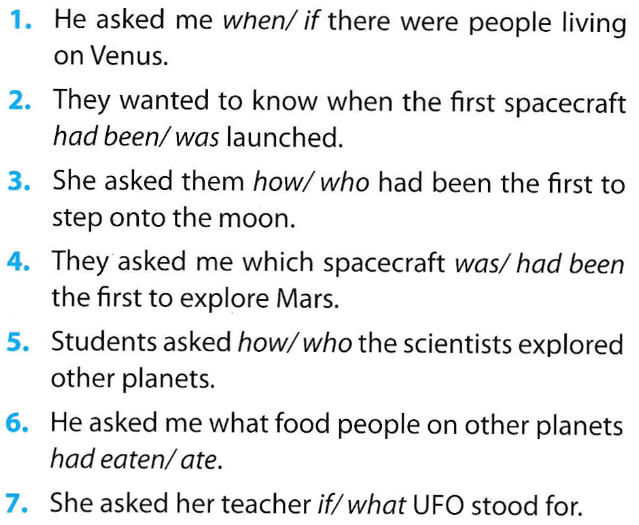 1. He asked me when/ if there were people living
on Venus.
2. They wanted to know when the first spacecraft
had been/ was launched.
3. She asked them how/ who had been the first to
step onto the moon.
4. They asked me which spacecraft was/ had been
the first to explore Mars.
5. Students asked how/ who the scientists explored
other planets.
6. He asked me what food people on other planets
had eaten/ ate.
7. She asked her teacher if/ what UFO stood for.